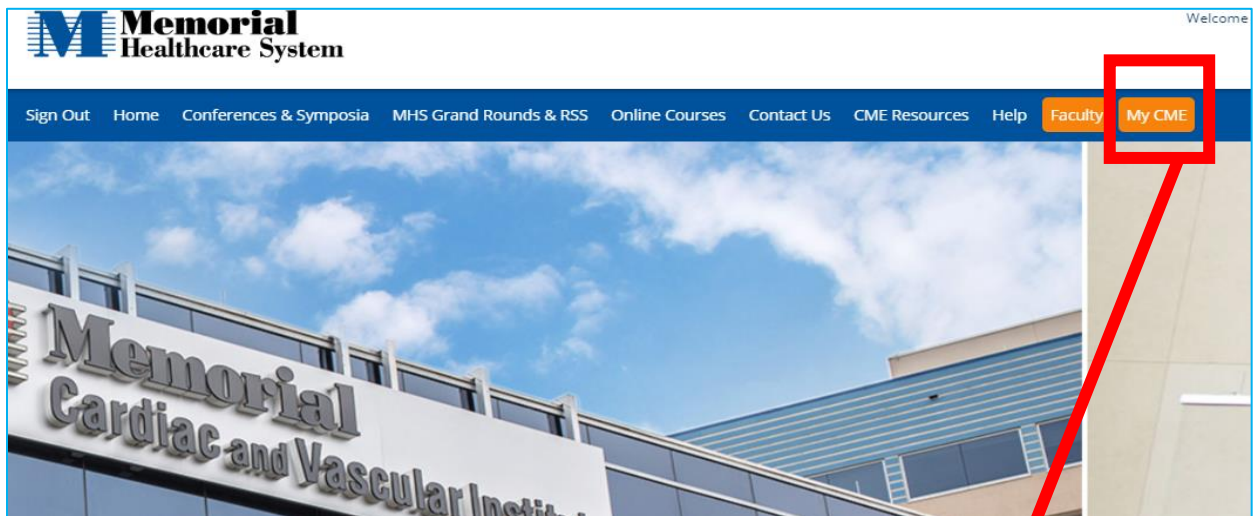 Memorial
Healthcare System
Welcome
Sign Out Home Conferences & Symposia MHS Grand Rounds & RSS Online Courses Contact Us CME Resources Help Faculty My CME
Memorial
Cardiac and Vascular